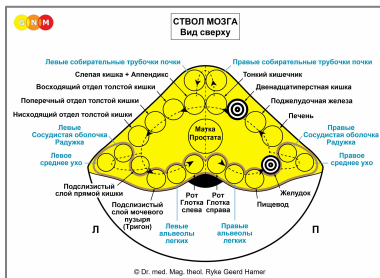 G N M
СТВОЛ МОЗГА
Вид сверху
Левые собирательные трубочки почки
Правые собирательные трубочки почки
Слепая кишка + Аппендикс
Тонкий кишечник
Восходящий отдел толстой кишки
Двенадцатиперстная кишка
Поперечный отдел толстой кишки
Поджелудочная железа
Нисходящий отдел толстой кишки
Печень
Левые
Сосудистая оболочка
Радужка
Матка
Простата
Правые
Сосудистая оболочка
Радужка
Левое
среднее ухо
Правое
среднее ухо
Подслизистый
слой прямой кишки
Рот
Глотка
слева
Рот
Глотка
справа
Желудок
Пищевод
Подслизистый
слой мочевого
пузыря
(Тригон)
Левые
альвеолы
легких
Правые
альвеолы
легких
Л
П
© Dr. med. Mag. theol. Ryke Geerd Hamer